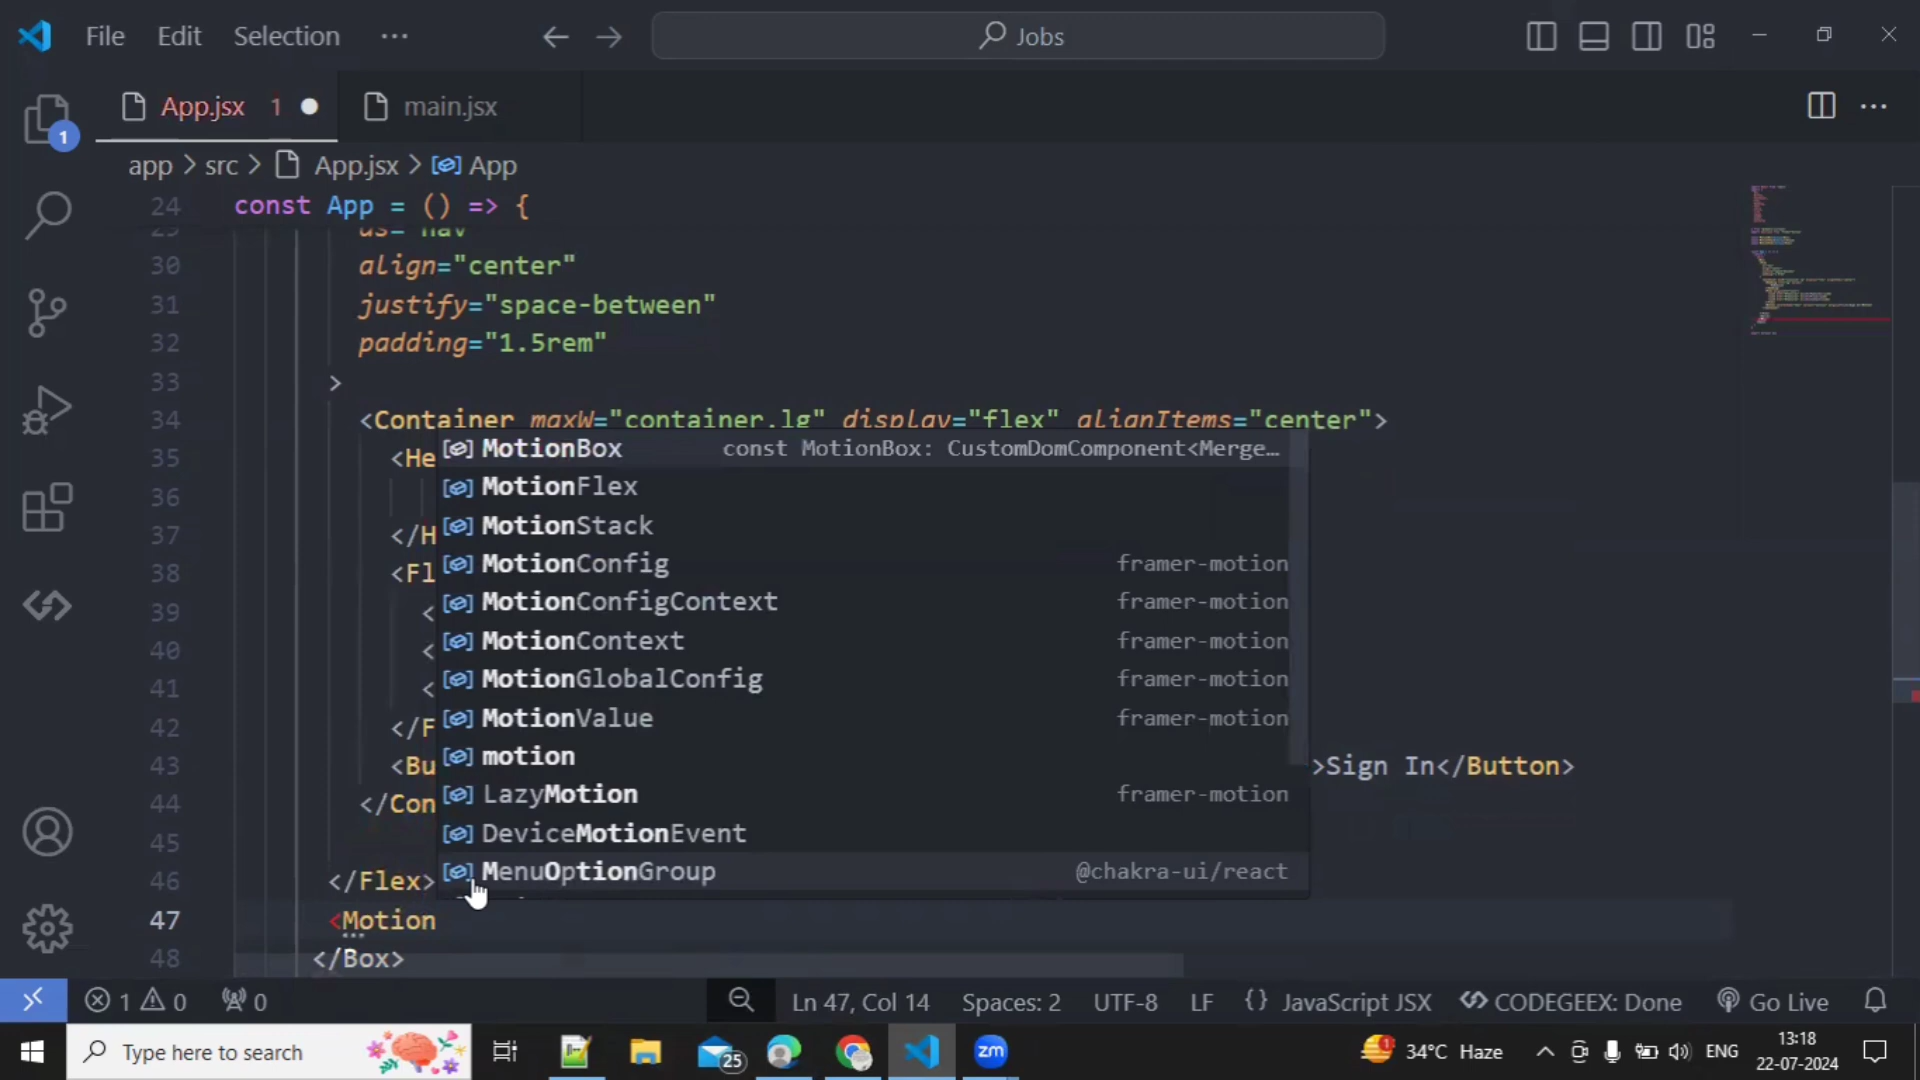 File Edit Selection ··· Jobs
App.jsx 1 main.jsx
1
app > src > App.jsx > App
24 const App = () => {
30 align="center"
31 justify="space-between"
32 padding="1.5rem"
33 >
34 <Container maxW="container.lg" display="flex" alignItems="center">
MotionBox const MotionBox: CustomDomComponent<Merge…
35 <He
MotionFlex
36
MotionStack
37 </H
MotionConfig framer-motion
38 <Fl
MotionConfigContext framer-motion
39 <
MotionContext framer-motion
40 <
MotionGlobalConfig framer-motion
41 <
MotionValue framer-motion
42 </F
motion
43 <Bu >Sign In</Button>
LazyMotion framer-motion
44 </Con
DeviceMotionEvent
45
MenuOptionGroup @chakra-ui/react
46 </Flex>
47 <Motion
48 </Box>
1 0 0 Ln 47, Col 14 Spaces: 2 UTF-8 LF {} JavaScript JSX CODEGEEX: Done Go Live
Type here to search 25 zm 1 34°C Haze ENG 13:18
22-07-2024